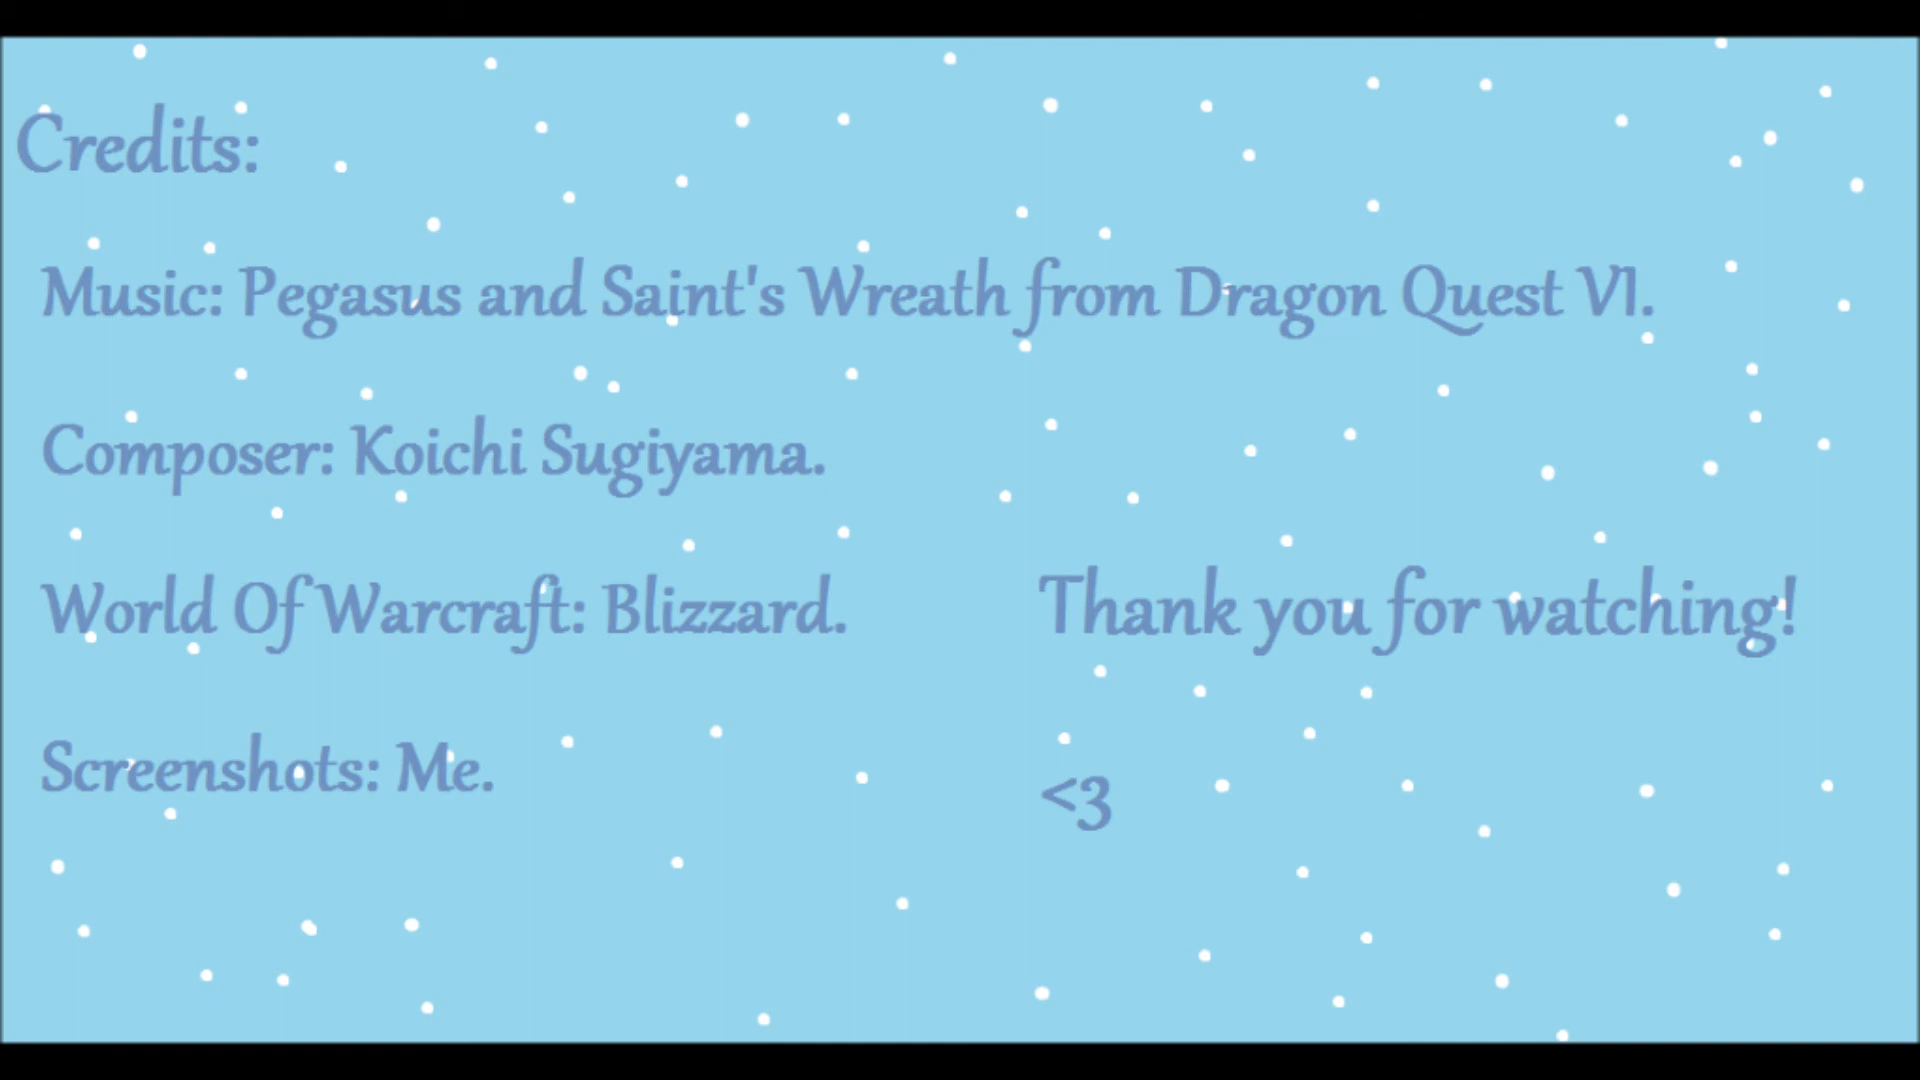 Credits:
Music: Pegasus and Saint's Wreath from Dragon Quest VI.
Composer: Koichi Sugiyama.
World Of Warcraft: Blizzard.
Screenshots: Me.
Thank you for watching!
<3